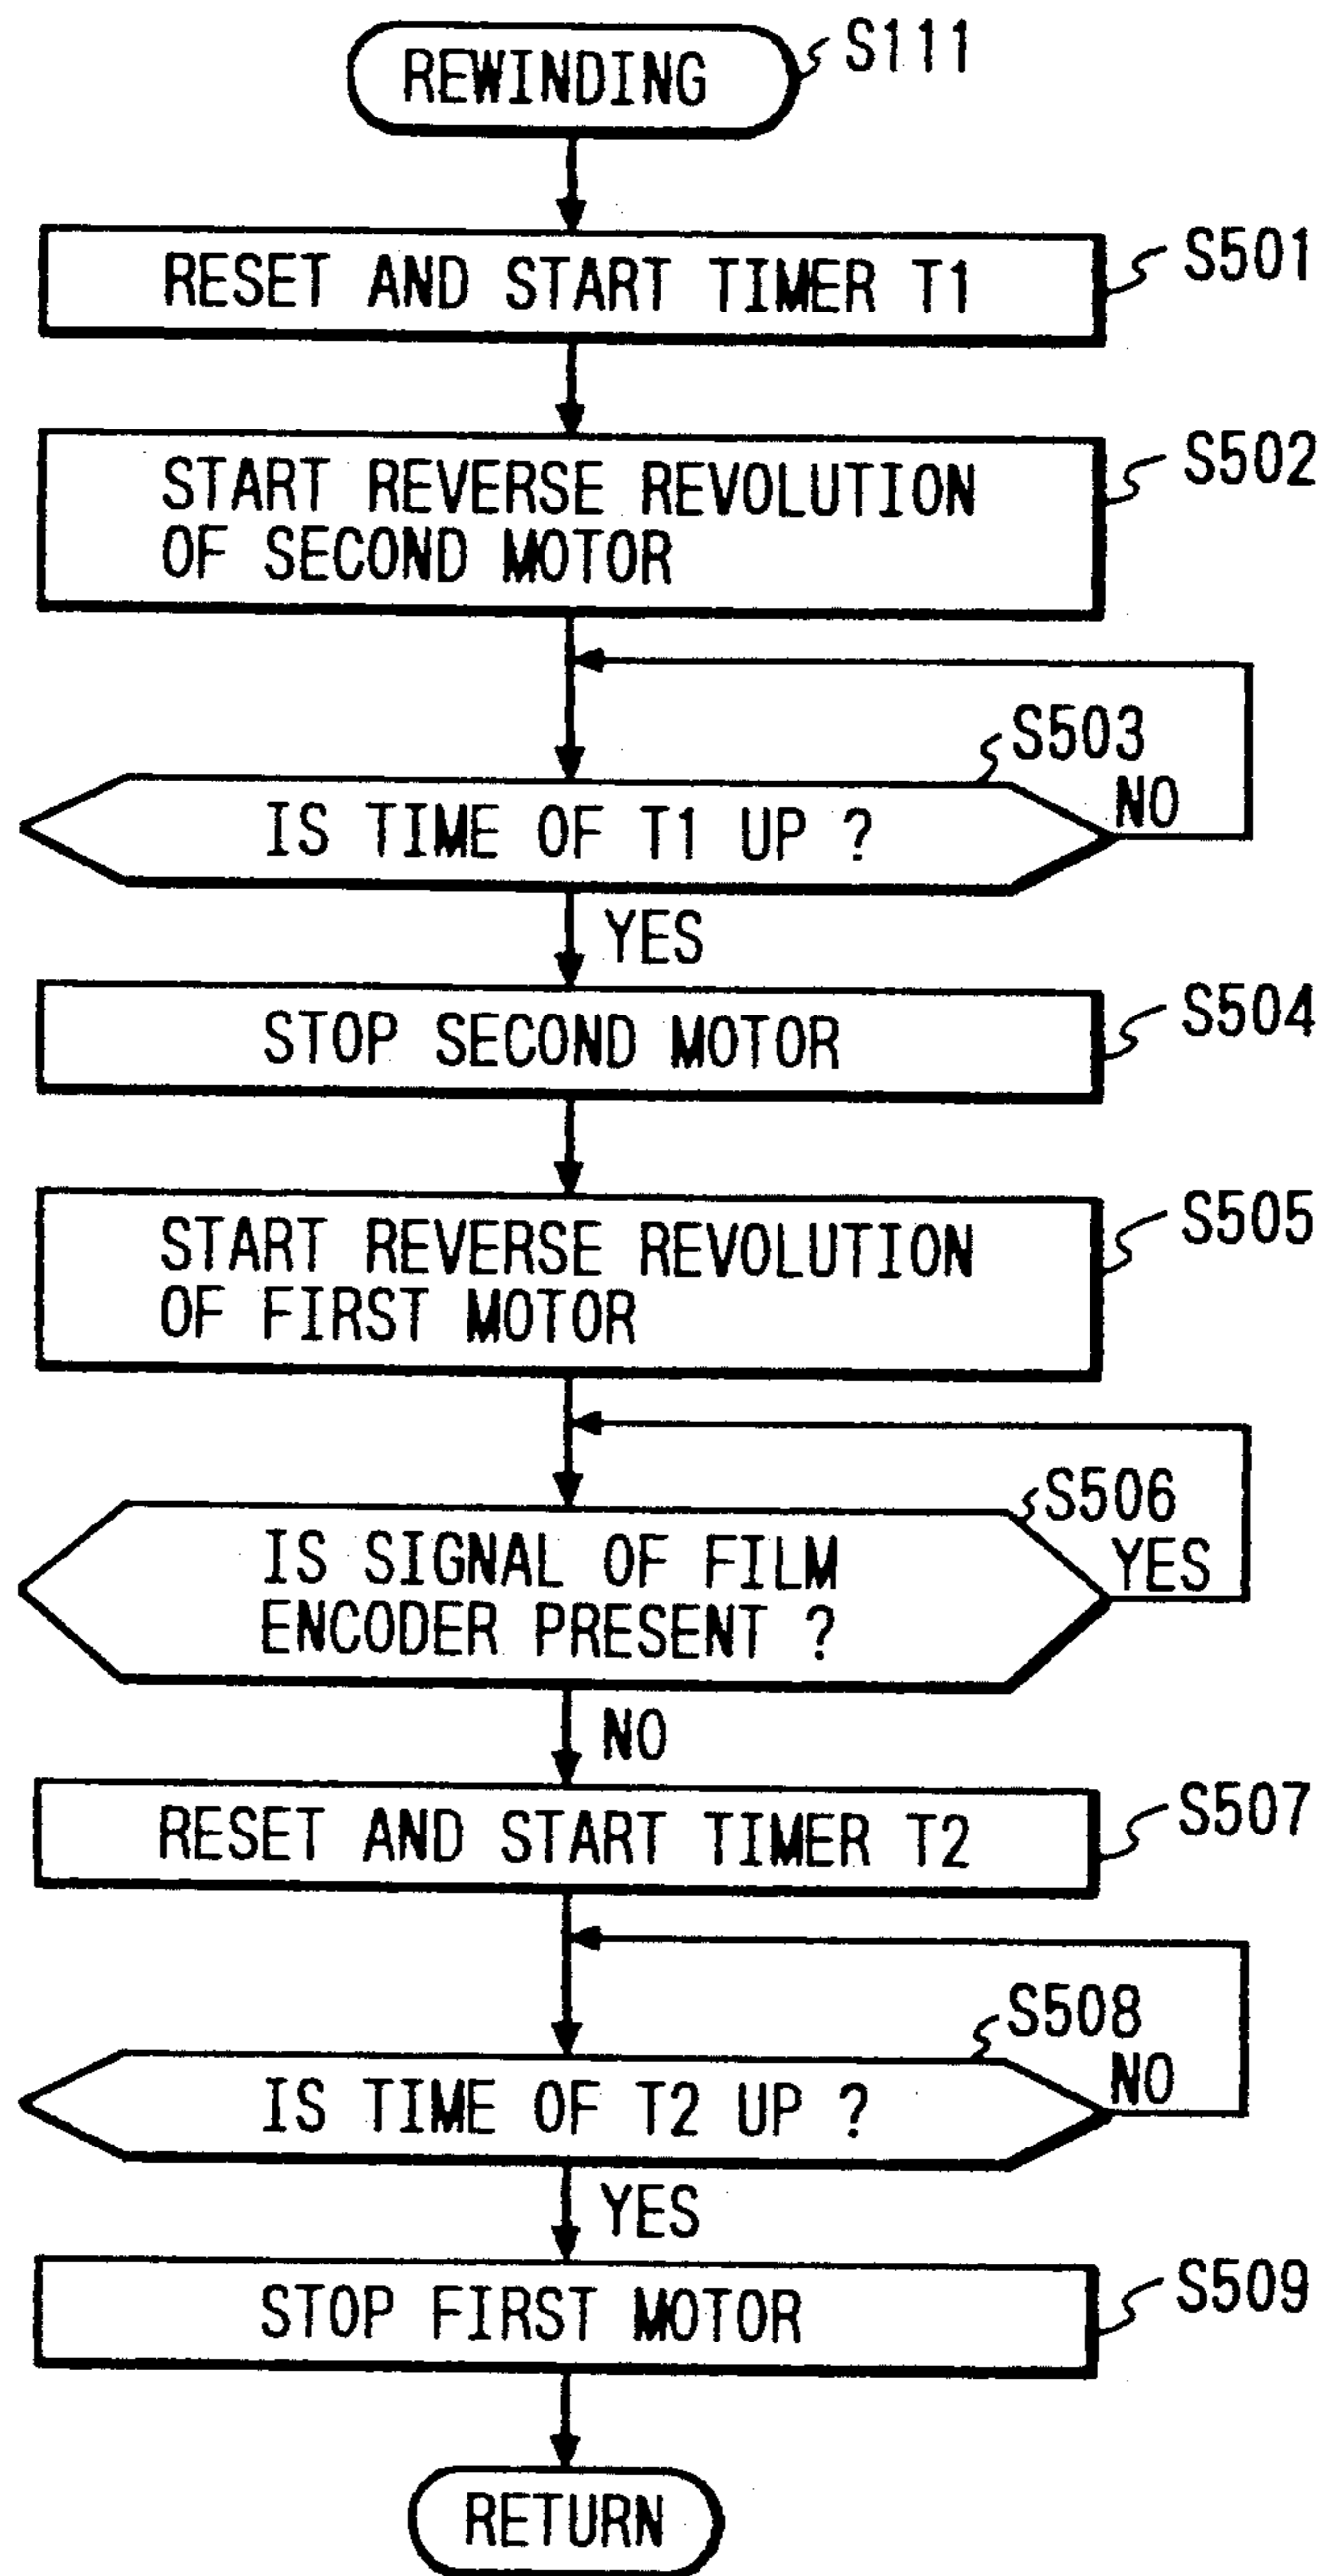 REWINDING
S111
RESET AND START TIMER T1
S501
START REVERSE REVOLUTION
OF SECOND MOTOR
S502
S503
IS TIME OF T1 UP ?
NO
YES
STOP SECOND MOTOR
S504
START REVERSE REVOLUTION
OF FIRST MOTOR
S505
S506
IS SIGNAL OF FILM
ENCODER PRESENT ?
YES
NO
RESET AND START TIMER T2
S507
S508
IS TIME OF T2 UP ?
NO
YES
STOP FIRST MOTOR
S509
RETURN